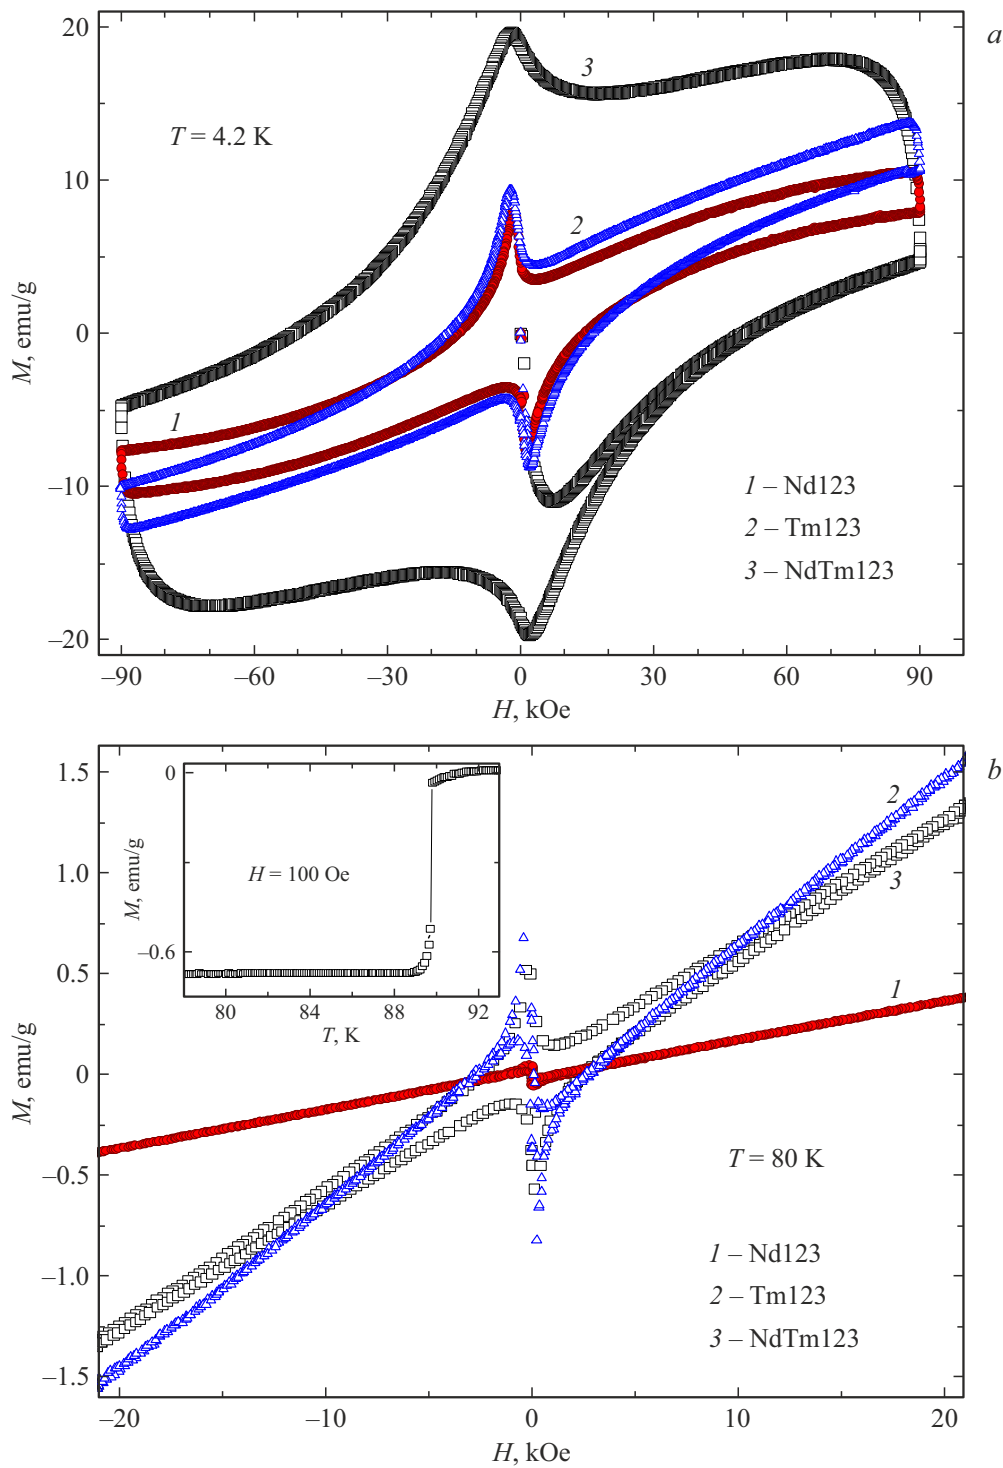 a
20
10
0
–10
–20
M, emu/g
T = 4.2 K
3
2
1
1 – Nd123
2 – Tm123
3 – NdTm123
–90
–60
–30
0
30
60
90
H, kOe
b
1.5
1.0
0.5
0
–0.5
–1.0
–1.5
M, emu/g
0
–0.6
M, emu/g
H = 100 Oe
80
84
88
92
T, K
2
3
1
T = 80 K
1 – Nd123
2 – Tm123
3 – NdTm123
–20
–10
0
10
20
H, kOe